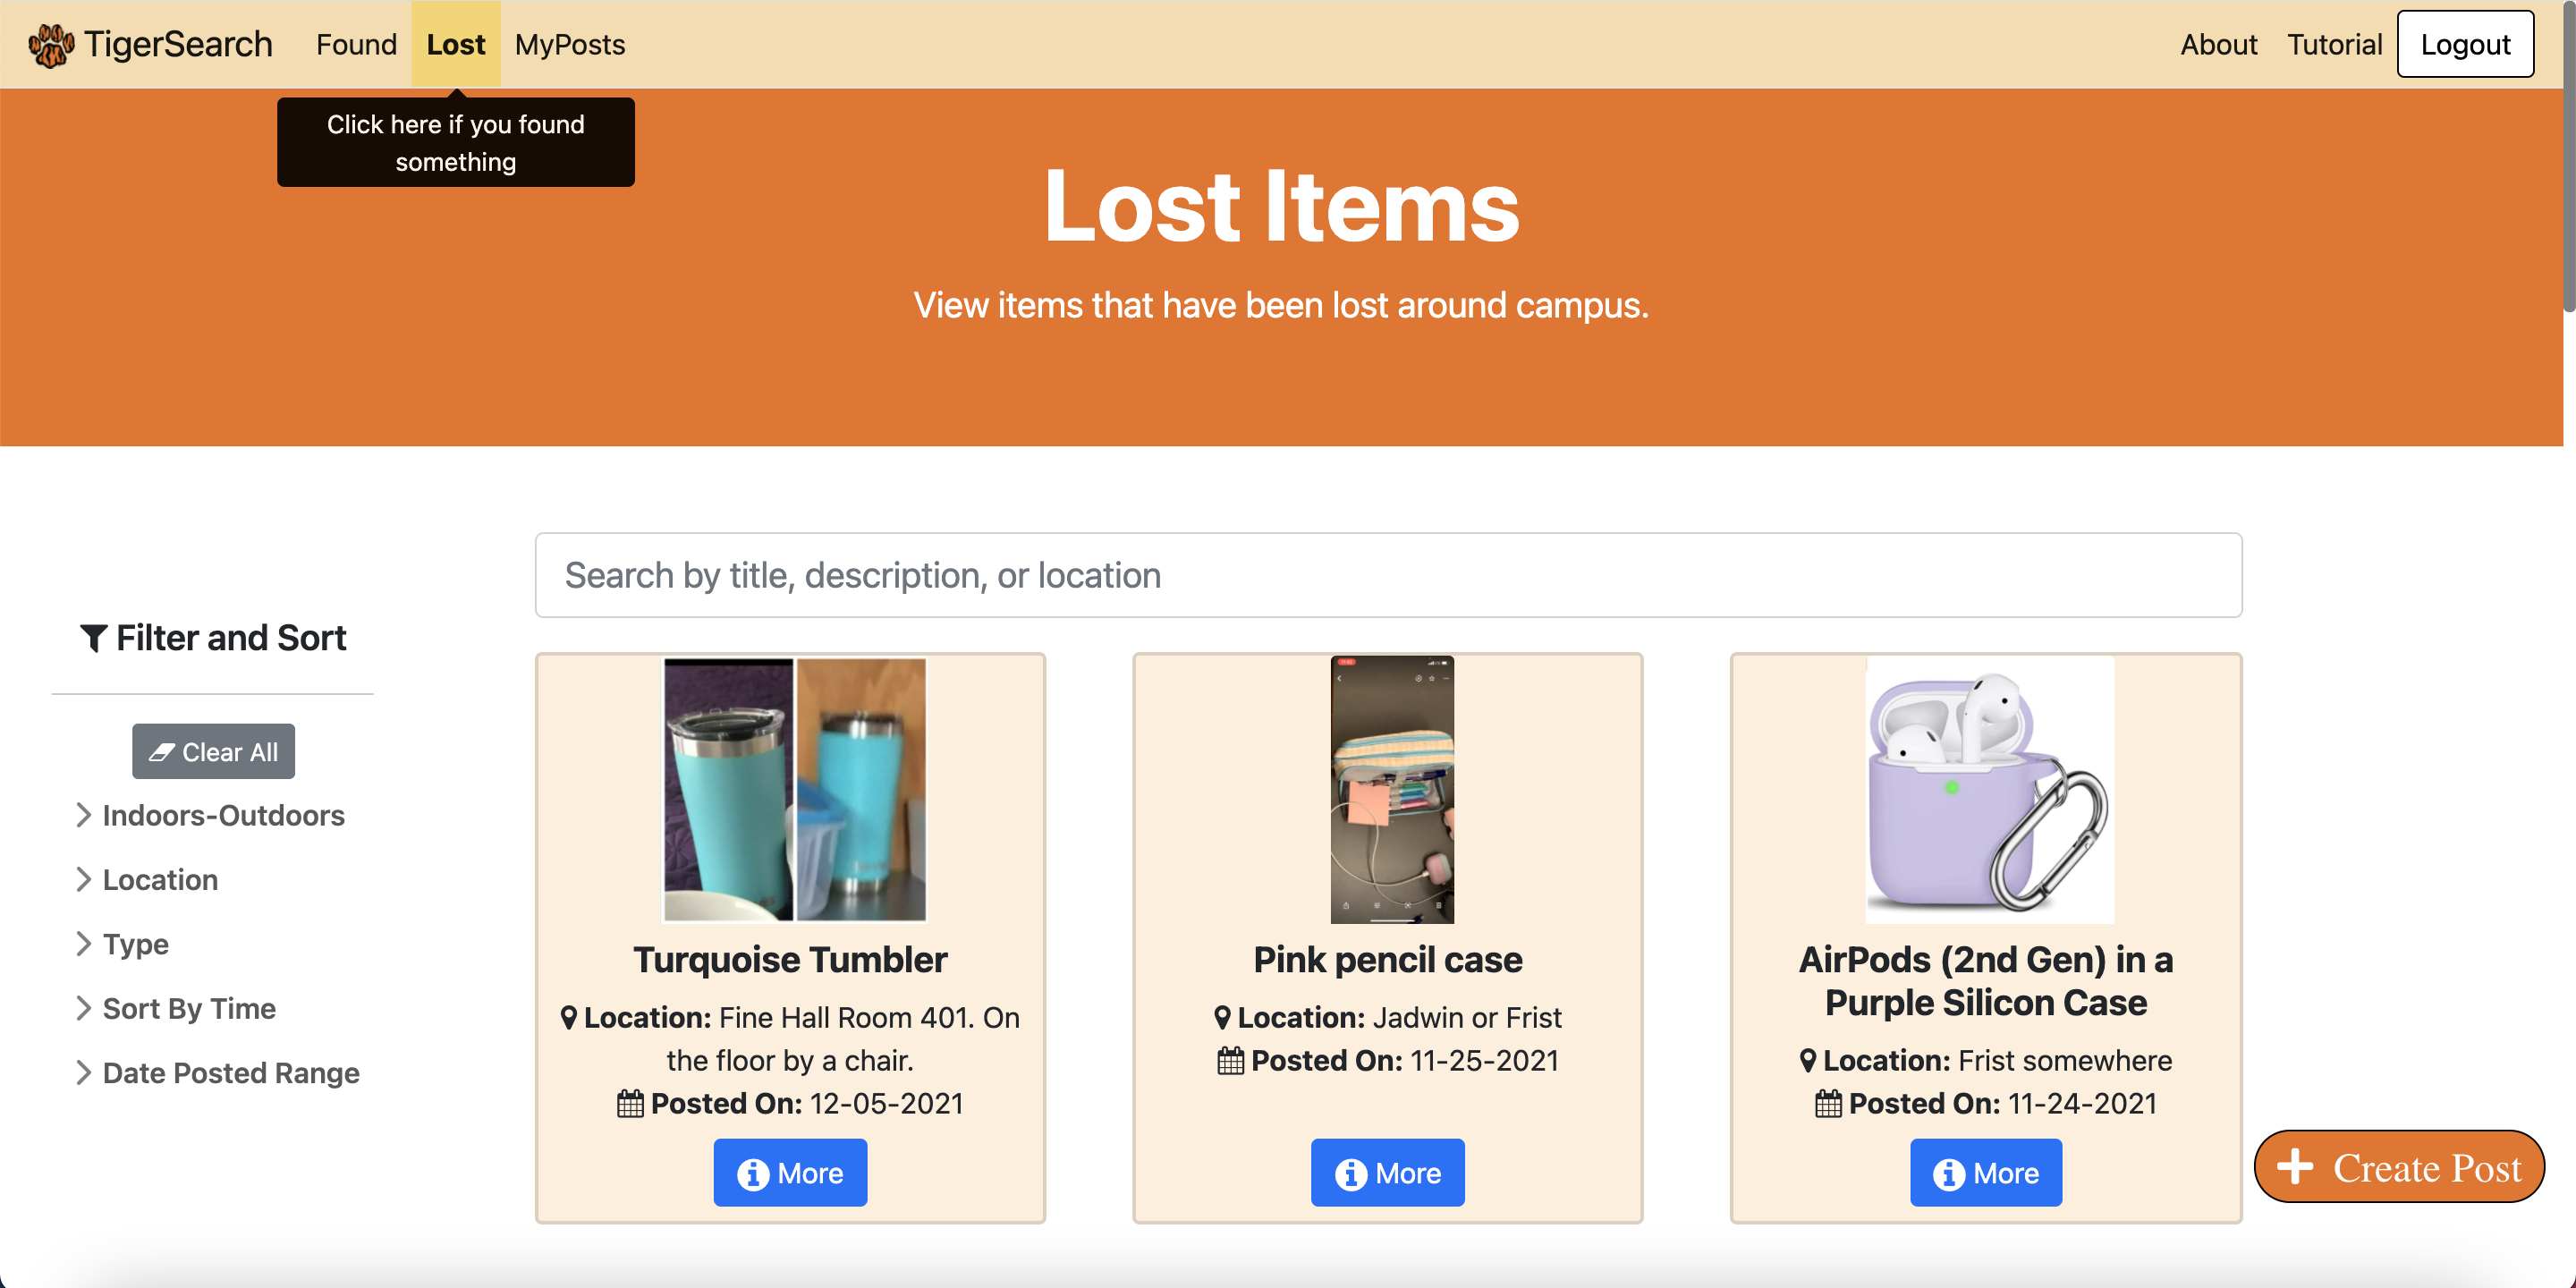 TigerSearch
Found
Lost
MyPosts
About
Tutorial
Logout
Click here if you found
something
Lost Items
View items that have been lost around campus.
Search by title, description, or location
Filter and Sort
Clear All
Indoors-Outdoors
Location
Type
Sort By Time
Date Posted Range
Turquoise Tumbler
Location: Fine Hall Room 401. On
the floor by a chair.
Posted On: 12-05-2021
More
Pink pencil case
Location: Jadwin or Frist
Posted On: 11-25-2021
More
AirPods (2nd Gen) in a
Purple Silicon Case
Location: Frist somewhere
Posted On: 11-24-2021
More
Create Post